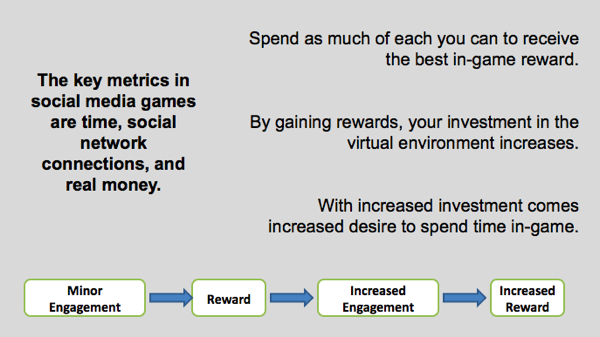 The key metrics in
social media games
are time, social
network
connections, and
real money.
Spend as much of each you can to receive
the best in-game reward.
By gaining rewards, your investment in the
virtual environment increases.
With increased investment comes
increased desire to spend time in-game.
Minor
Engagement
Reward
Increased
Engagement
Increased
Reward